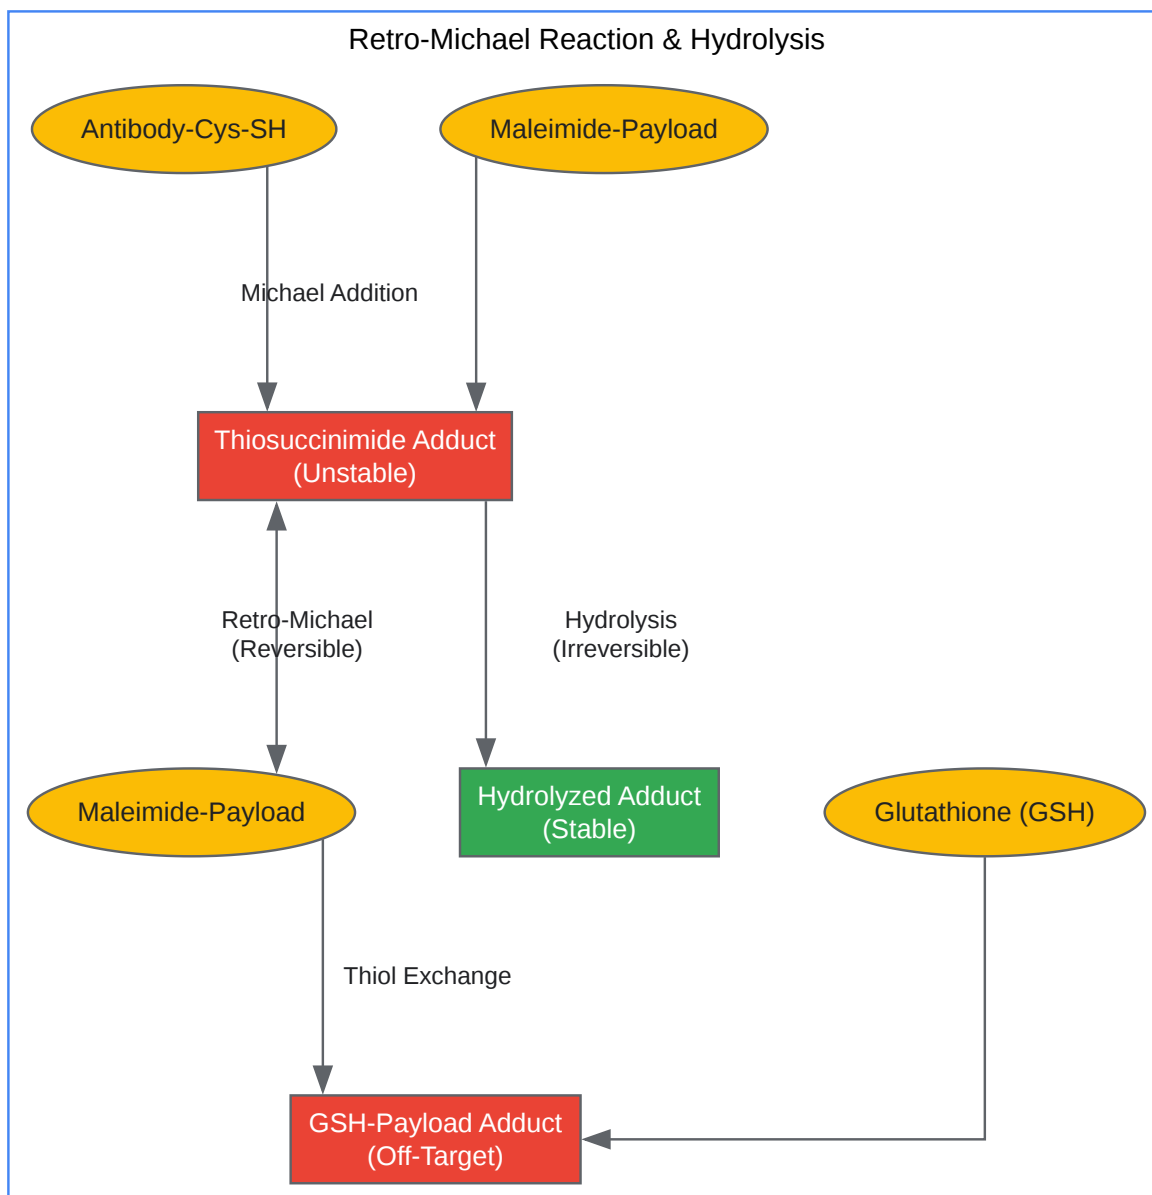 Retro-Michael Reaction & Hydrolysis
Antibody-Cys-SH
Maleimide-Payload
Michael Addition
Thiosuccinimide Adduct
(Unstable)
Retro-Michael
(Reversible)
Hydrolysis
(Irreversible)
Maleimide-Payload
Hydrolyzed Adduct
(Stable)
Glutathione (GSH)
Thiol Exchange
GSH-Payload Adduct
(Off-Target)